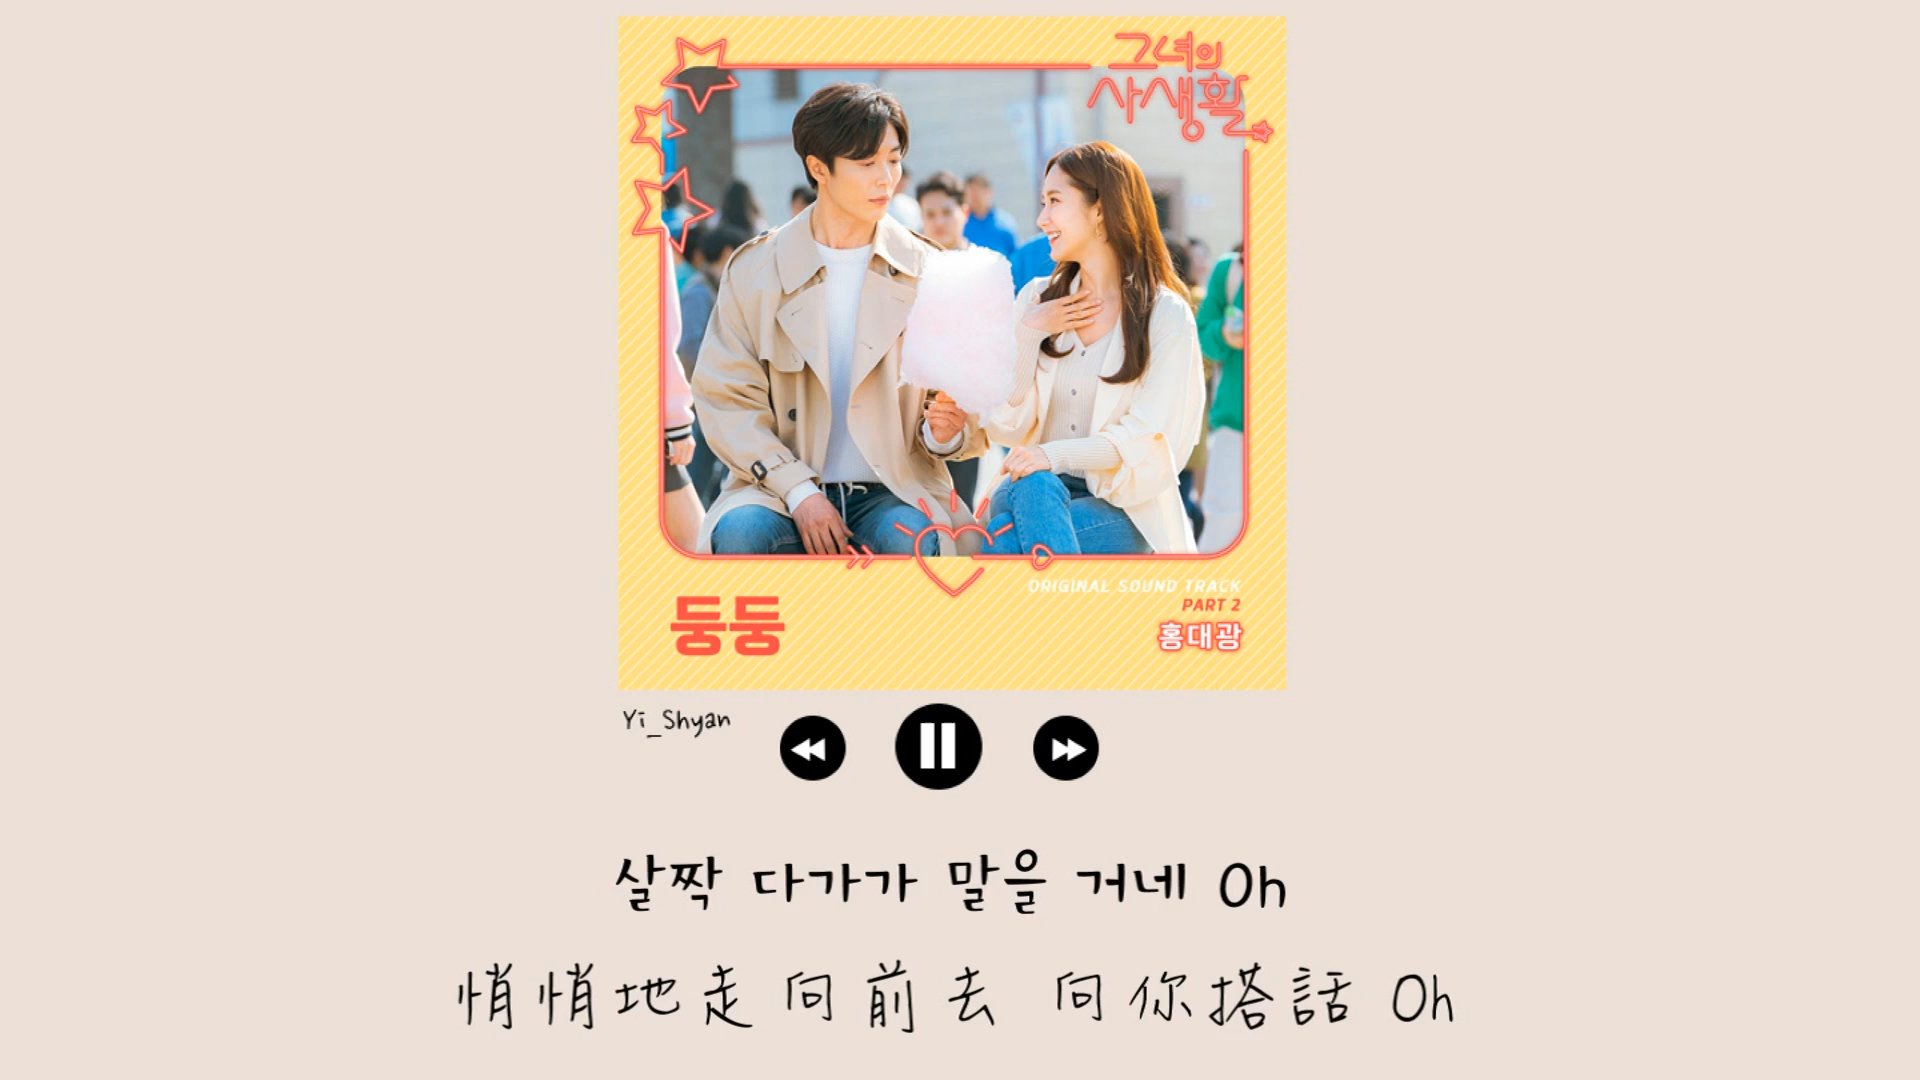 그녀의
사생활
ORIGINAL SOUND TRACK
PART 2
둥둥
홍대광
Yi_Shyan
살짝 다가가 말을 거네 Oh
悄悄地走向前去 向你搭話 Oh